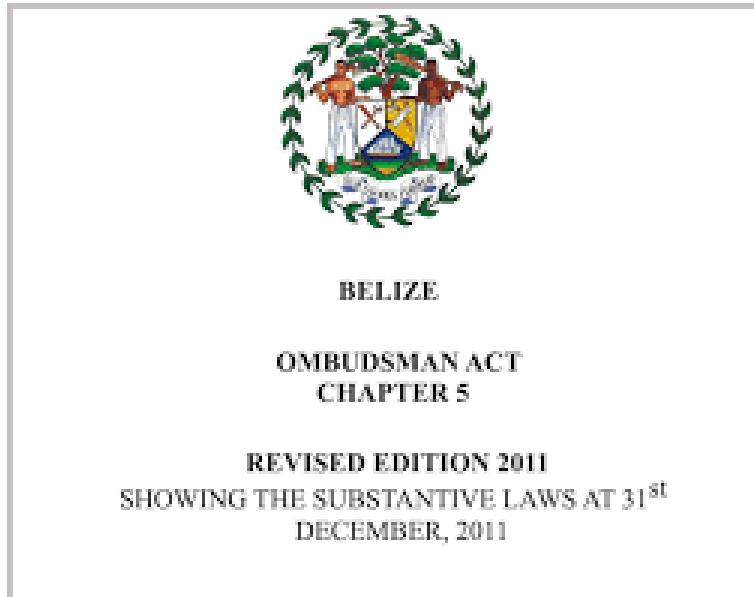 BELIZE
OMBUDSMAN ACT
CHAPTER 5
REVISED EDITION 2011
SHOWING THE SUBSTANTIVE LAWS AT 31st
DECEMBER, 2011